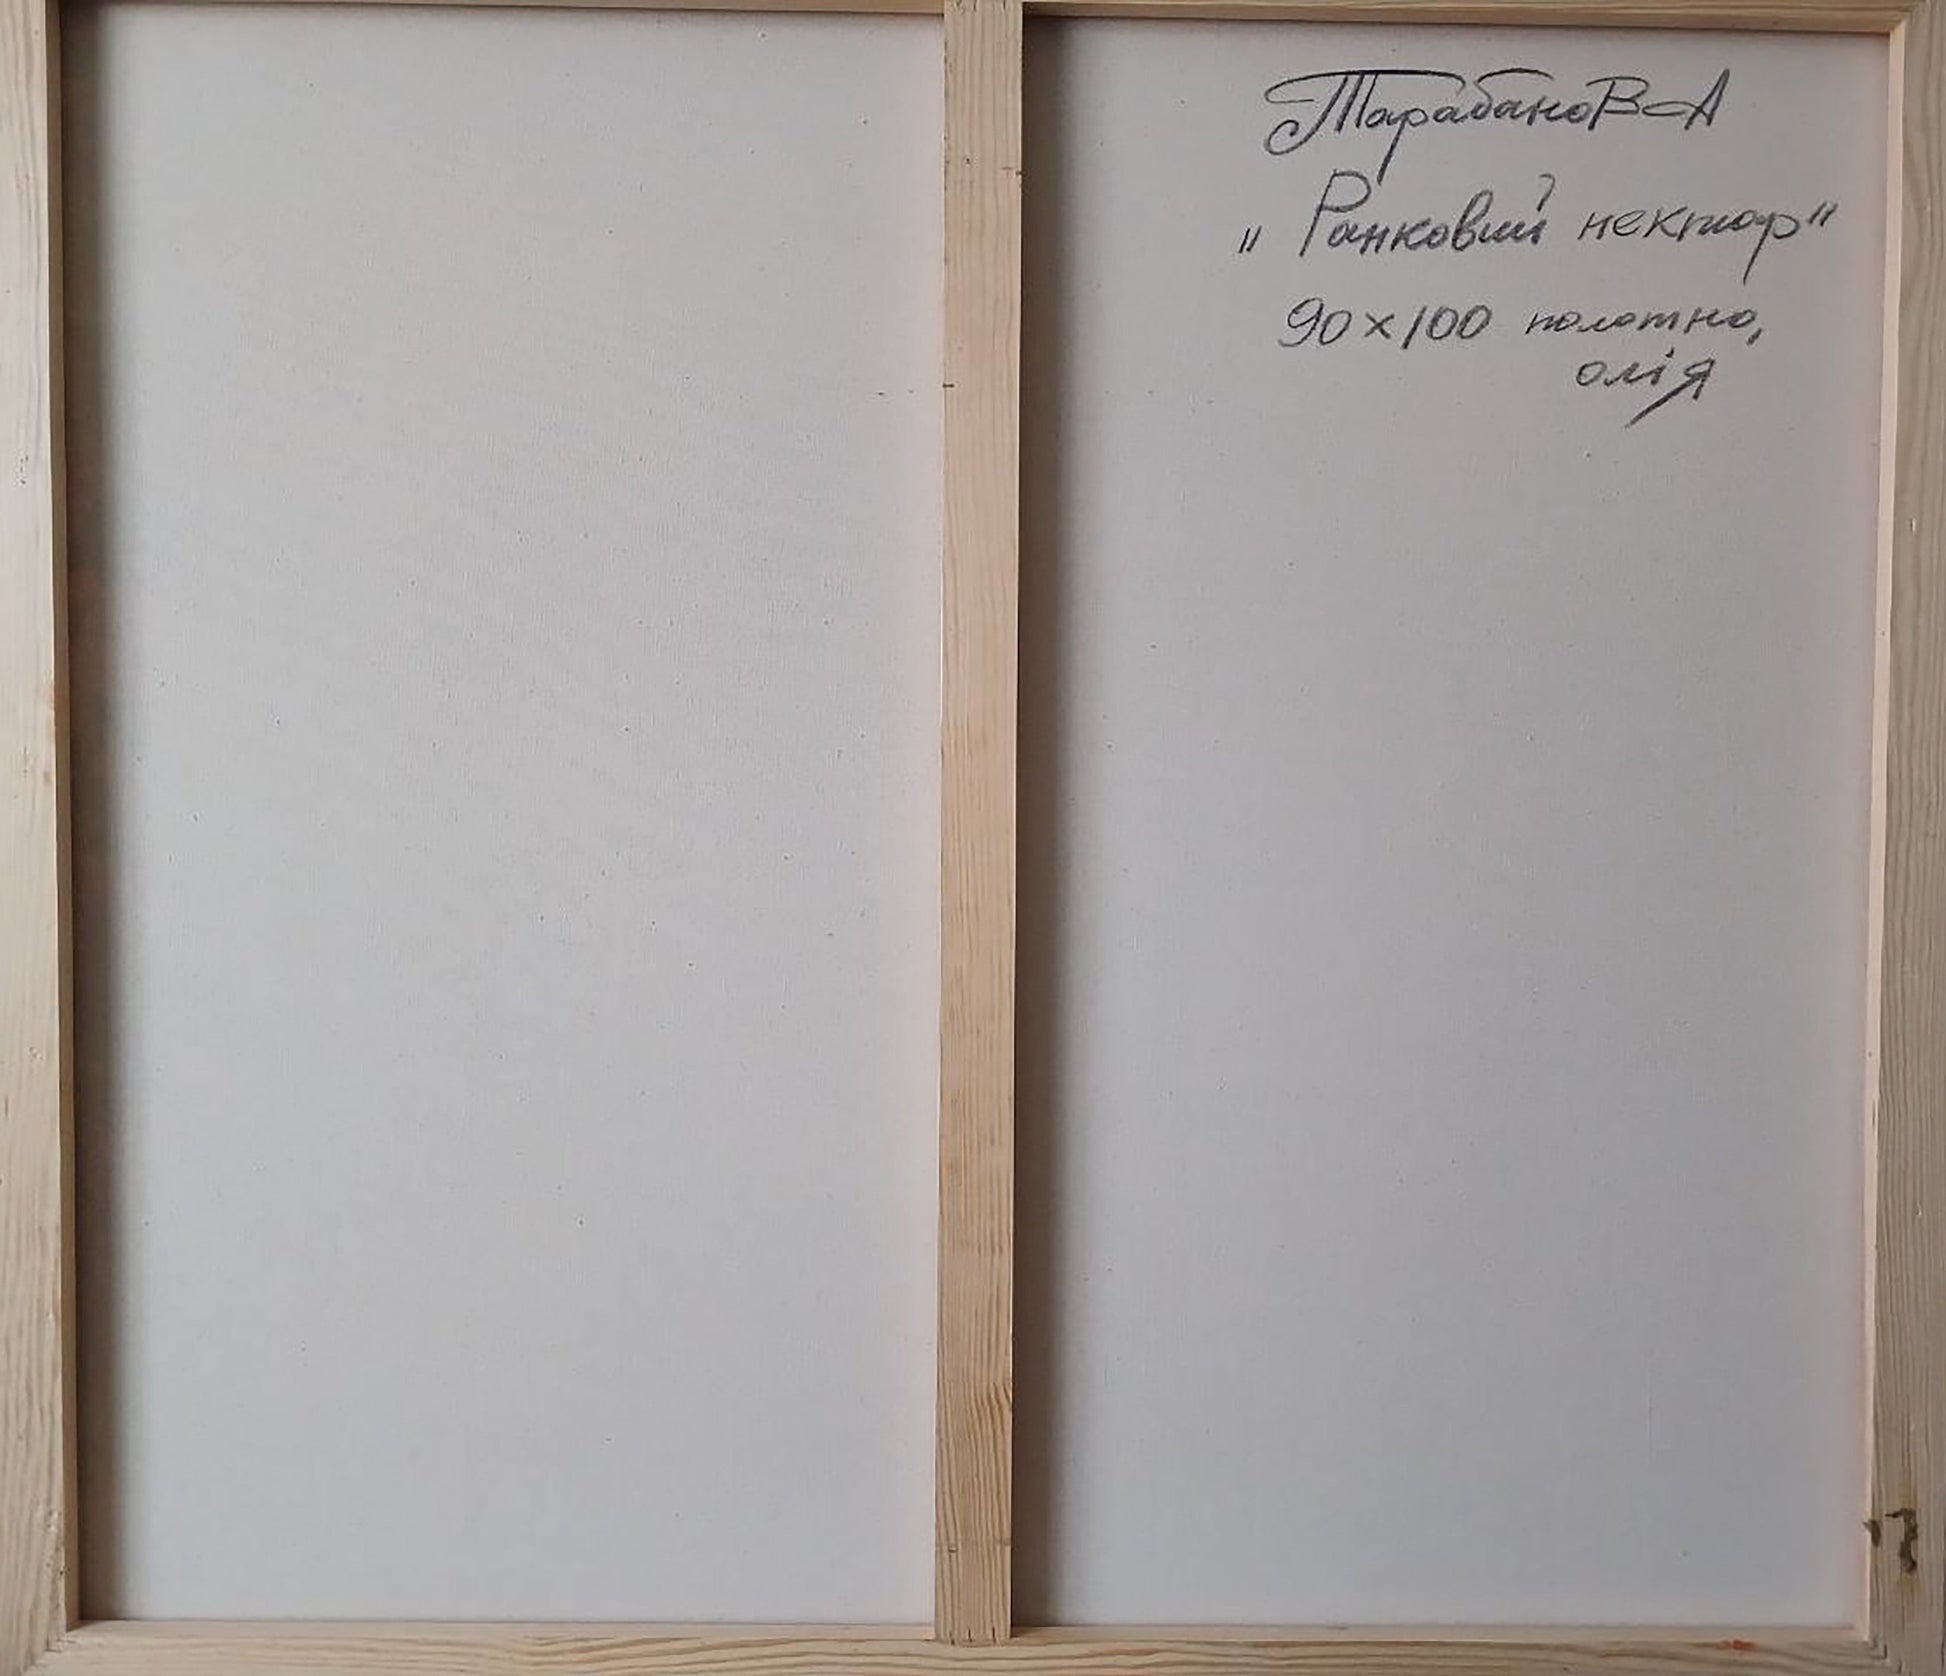 Тарабанов А
„ Ранковий нектар"
90 x 100 полотно,
олія